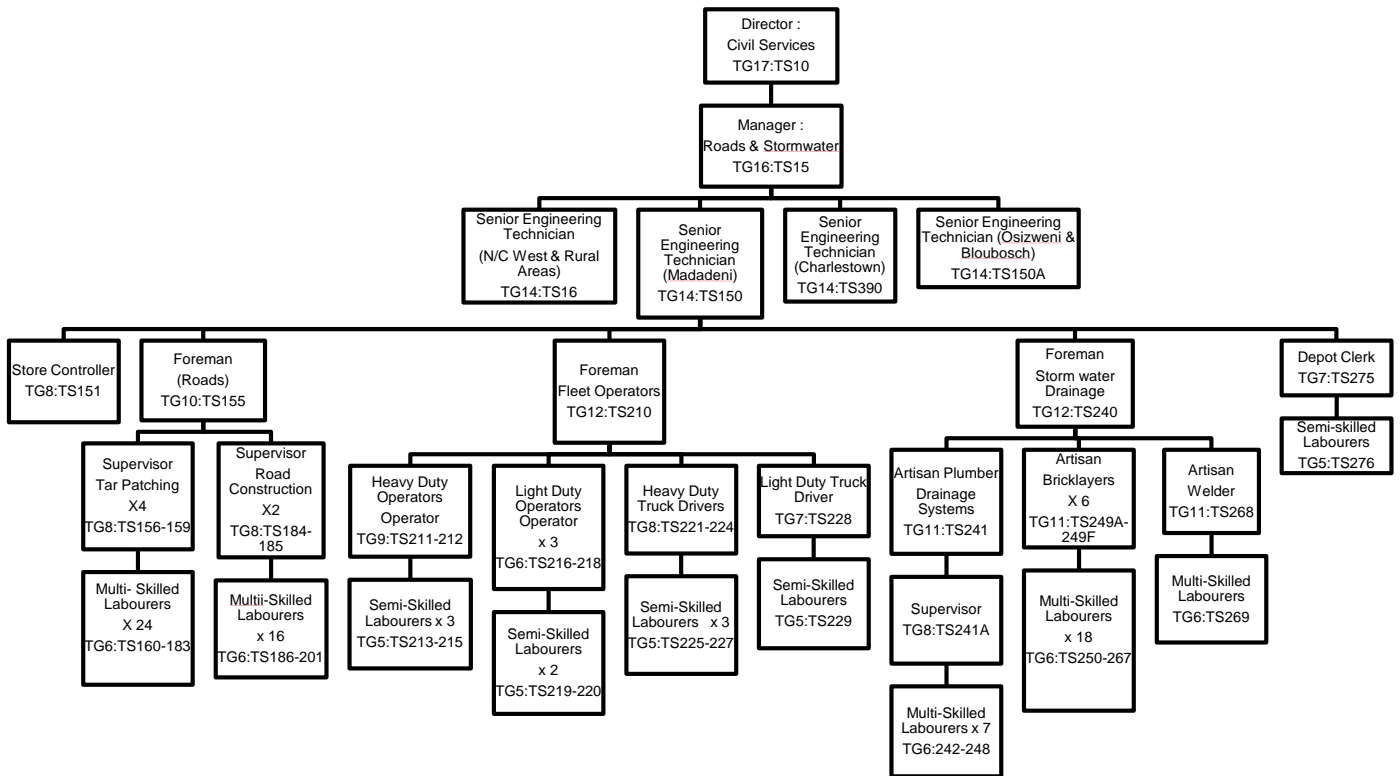 Director :
Civil Services
TG17:TS10
Manager :
Roads & Stormwater
TG16:TS15
Senior Engineering
Technician
(N/C West & Rural
Areas)
TG14:TS16
Senior
Engineering
Technician
(Madadeni)
TG14:TS150
Senior
Engineering
Technician
(Charlestown)
TG14:TS390
Senior Engineering
Technician (Osizweni &
Bloubosch)
TG14:TS150A
Store Controller
TG8:TS151
Foreman
(Roads)
TG10:TS155
Foreman
Fleet Operators
TG12:TS210
Foreman
Storm water
Drainage
TG12:TS240
Depot Clerk
TG7:TS275
Semi-skilled
Labourers
TG5:TS276
Supervisor
Tar Patching
X4
TG8:TS156-159
Supervisor
Road
Construction
X2
TG8:TS184-
185
Heavy Duty
Operators
Operator
TG9:TS211-212
Light Duty
Operators
Operator
x 3
TG6:TS216-218
Heavy Duty
Truck Drivers
TG8:TS221-224
Light Duty Truck
Driver
TG7:TS228
Artisan Plumber
Drainage
Systems
TG11:TS241
Artisan
Bricklayers
X 6
TG11:TS249A-
249F
Artisan
Welder
TG11:TS268
Multi- Skilled
Labourers
X 24
TG6:TS160-183
Multii-Skilled
Labourers
x 16
TG6:TS186-201
Semi-Skilled
Labourers x 3
TG5:TS213-215
Semi-Skilled
Labourers
x 2
TG5:TS219-220
Semi-Skilled
Labourers x 3
TG5:TS225-227
Semi-Skilled
Labourers
TG5:TS229
Supervisor
TG8:TS241A
Multi-Skilled
Labourers x 7
TG6:242-248
Multi-Skilled
Labourers
x 18
TG6:TS250-267
Multi-Skilled
Labourers
TG6:TS269